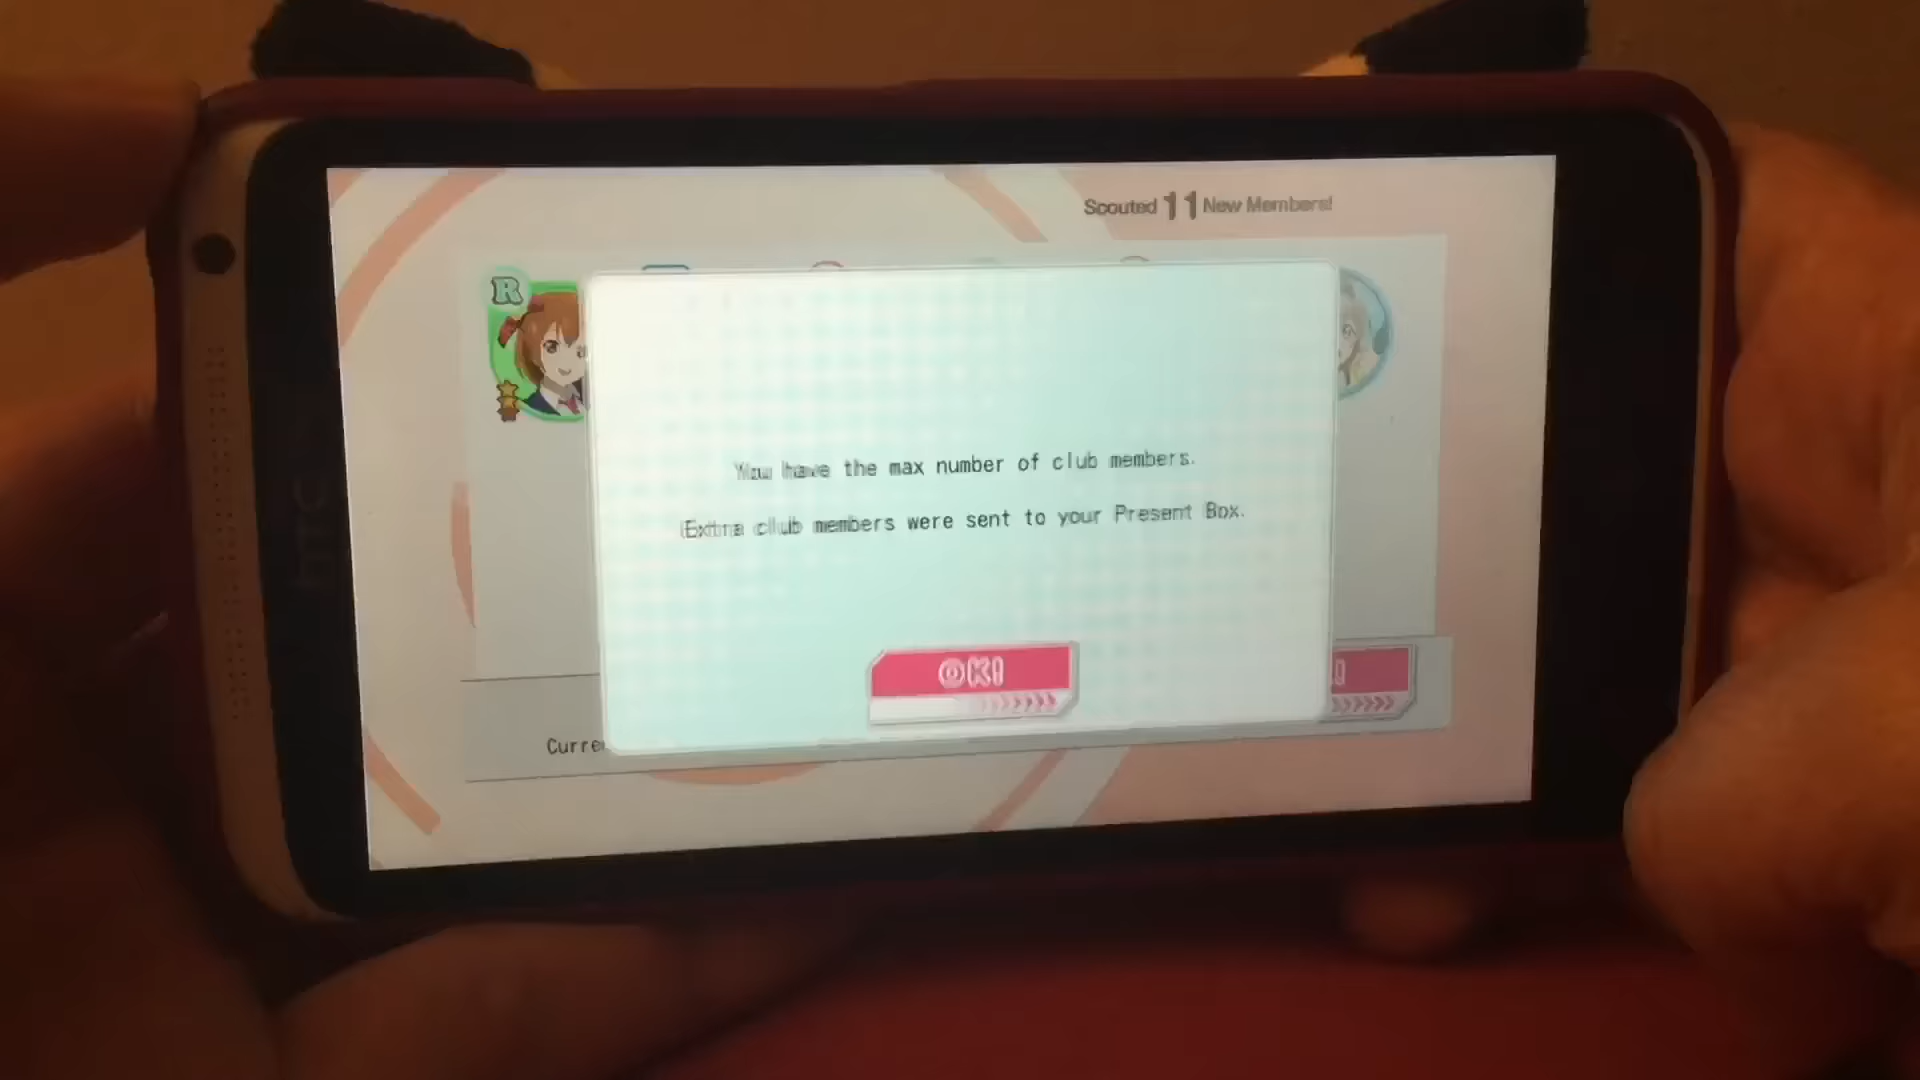 Scouted 11 New Members!
R
You have the max number of club members.
Extra club members were sent to your Present Box.
OK!
Curre
hTC